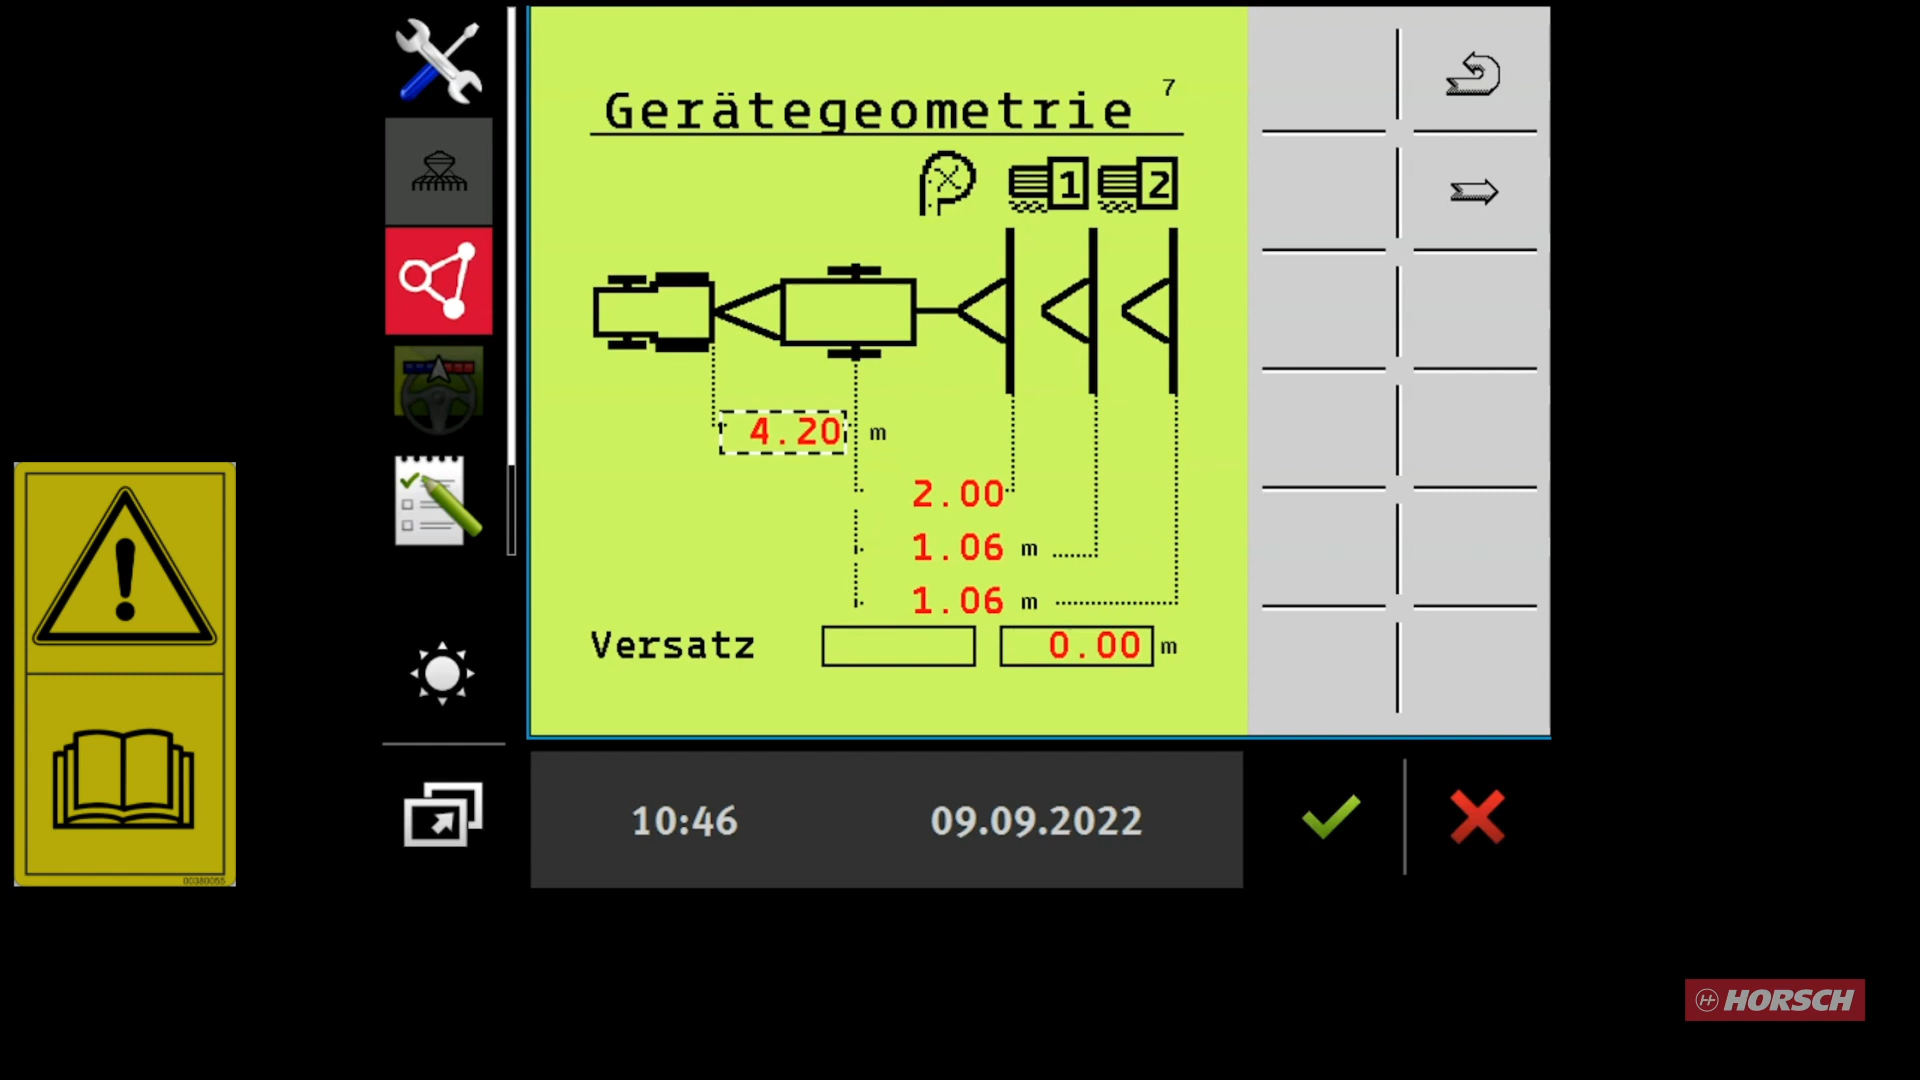 Gerätegeometrie 7
1 2
4.20 m
2.00
1.06 m
1.06 m
Versatz 0.00 m
10:46 09.09.2022
00380055
HORSCH